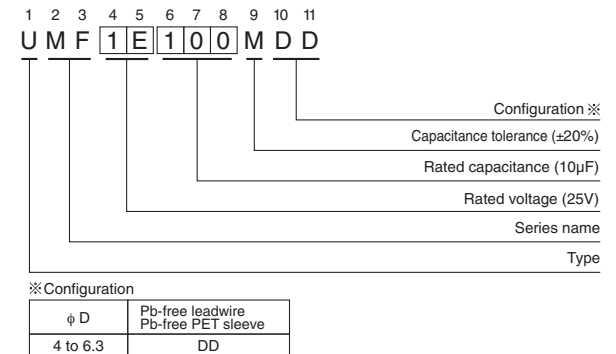 1 2 3 4 5 6 7 8 9 10 11
U M F 1 E 1 0 0 M D D
Configuration ※
Capacitance tolerance (±20%)
Rated capacitance (10µF)
Rated voltage (25V)
Series name
Type
※Configuration
ϕ D
Pb-free leadwire
Pb-free PET sleeve
4 to 6.3
DD